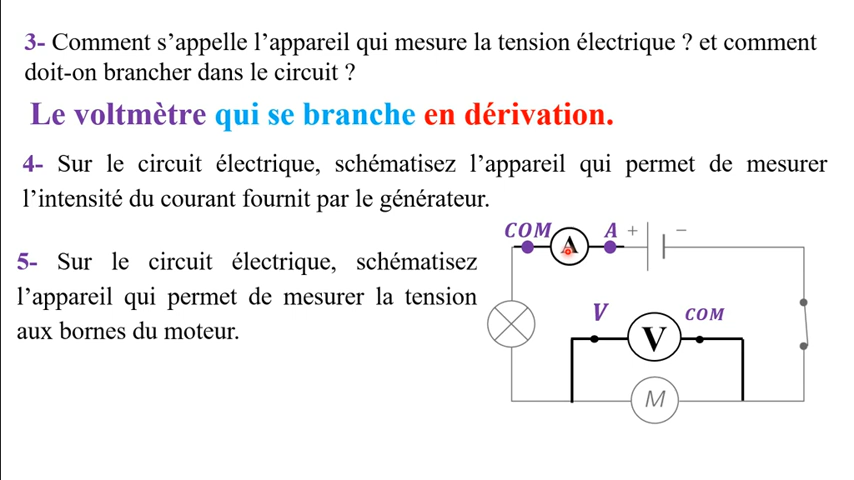 3- Comment s'appelle l'appareil qui mesure la tension électrique ? et comment
doit-on brancher dans le circuit ?
Le voltmètre qui se branche en dérivation.
4- Sur le circuit électrique, schématisez l'appareil qui permet de mesurer
l'intensité du courant fournit par le générateur.
5- Sur le circuit électrique, schématisez
l'appareil qui permet de mesurer la tension
aux bornes du moteur.
COM A A + −
V V COM
M